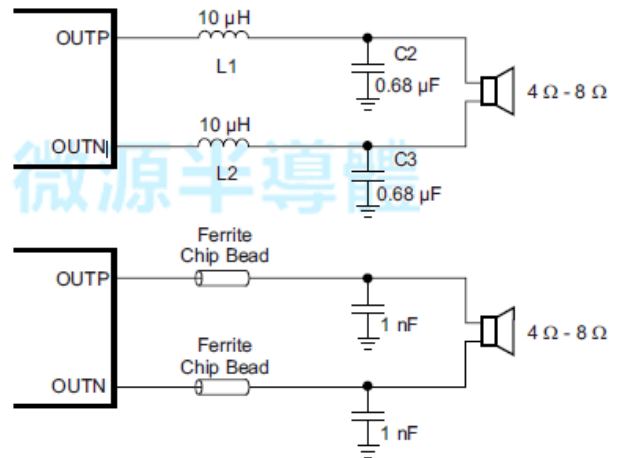 10 µH
OUTP
L1
C2
0.68 µF
4 Ω - 8 Ω
10 µH
OUTN
L2
C3
0.68 µF
微源半導體
Ferrite
Chip Bead
OUTP
1 nF
4 Ω - 8 Ω
Ferrite
Chip Bead
OUTN
1 nF